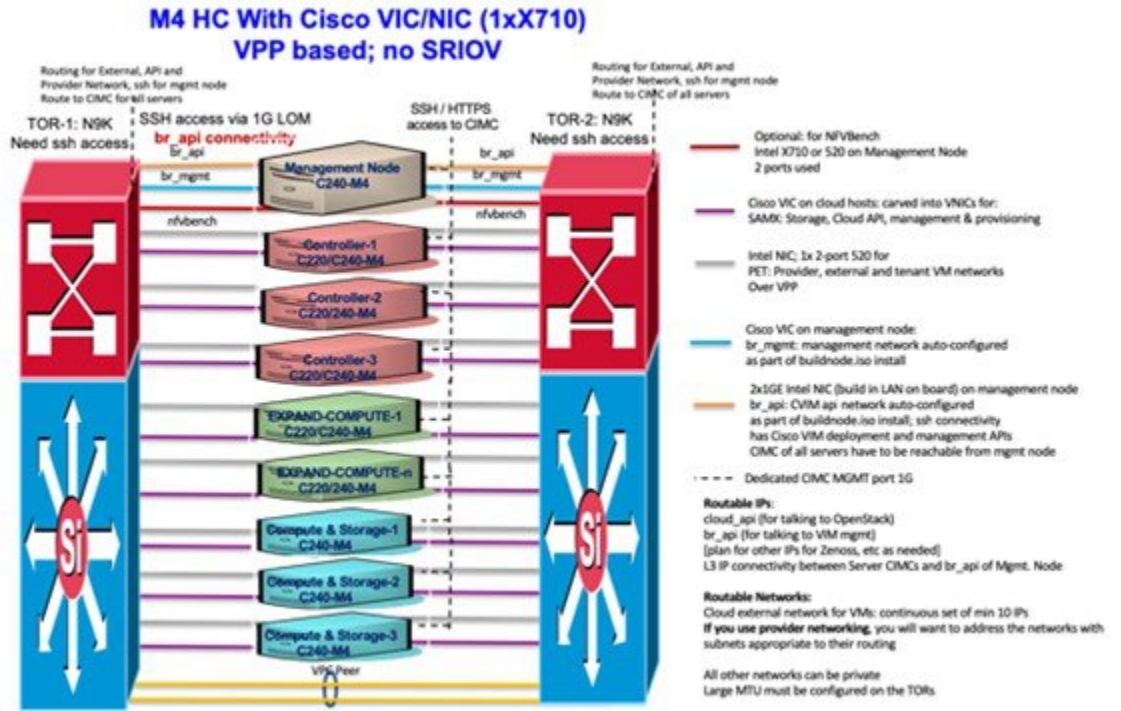 M4 HC With Cisco VIC/NIC (1xX710)
VPP based; no SRIOV
Routing for External, API and
Provider Network, ssh for mgmt node
Route to CIMC for all servers
TOR-1: N9K
Need ssh access
SSH access via 1G LOM
br_api connectivity
SSH / HTTPS
access to CIMC
Routing for External, API and
Provider Network, ssh for mgmt node
Route to CIMC of all servers
TOR-2: N9K
Need ssh access
br_api
br_mgmt
nfvbench
br_api
br_mgmt
nfvbench
Management Node
C240-M4
Controller-1
C220/C240-M4
Controller-2
C220/240-M4
Controller-3
C220/C240-M4
EXPAND-COMPUTE-1
C220/C240-M4
EXPAND-COMPUTE-n
C220/240-M4
Compute & Storage-1
C240-M4
Compute & Storage-2
C240-M4
Compute & Storage-3
C240-M4
VPC Peer
Si
Si
Optional: for NFVBench
Intel X710 or 520 on Management Node
2 ports used
Cisco VIC on cloud hosts: carved into VNICs for:
SAMX: Storage, Cloud API, management & provisioning
Intel NIC; 1x 2-port 520 for
PET: Provider, external and tenant VM networks
Over VPP
Cisco VIC on management node:
br_mgmt: management network auto-configured
as part of buildnode.iso install
2x1GE Intel NIC (build in LAN on board) on management node
br_api: CVIM api network auto-configured
as part of buildnode.iso install; ssh connectivity
has Cisco VIM deployment and management APIs
CIMC of all servers have to be reachable from mgmt node
Dedicated CIMC MGMT port 1G
Routable IPs:
cloud_api (for talking to OpenStack)
br_api (for talking to VIM mgmt)
[plan for other IPs for Zenoss, etc as needed]
L3 IP connectivity between Server CIMCs and br_api of Mgmt. Node
Routable Networks:
Cloud external network for VMs: continuous set of min 10 IPs
If you use provider networking, you will want to address the networks with
subnets appropriate to their routing
All other networks can be private
Large MTU must be configured on the TORs